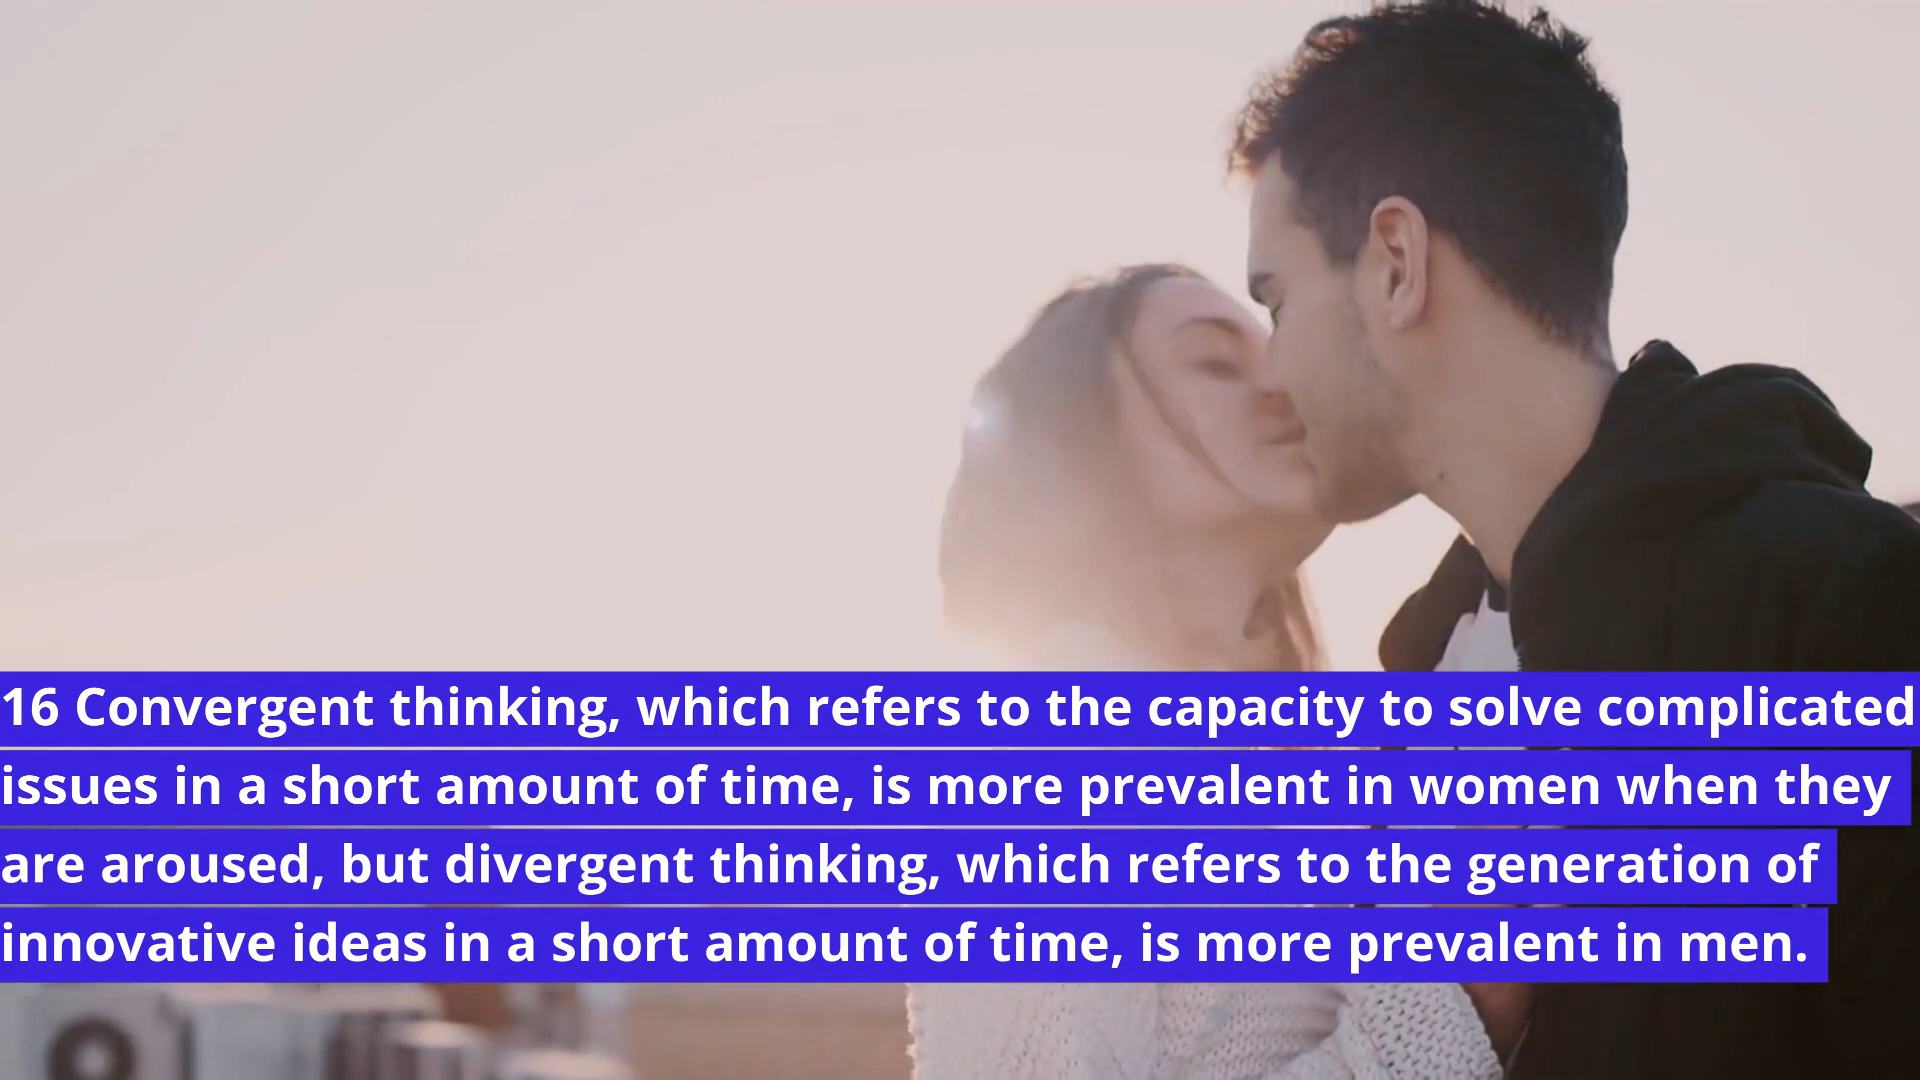 16 Convergent thinking, which refers to the capacity to solve complicated
issues in a short amount of time, is more prevalent in women when they
are aroused, but divergent thinking, which refers to the generation of
innovative ideas in a short amount of time, is more prevalent in men.